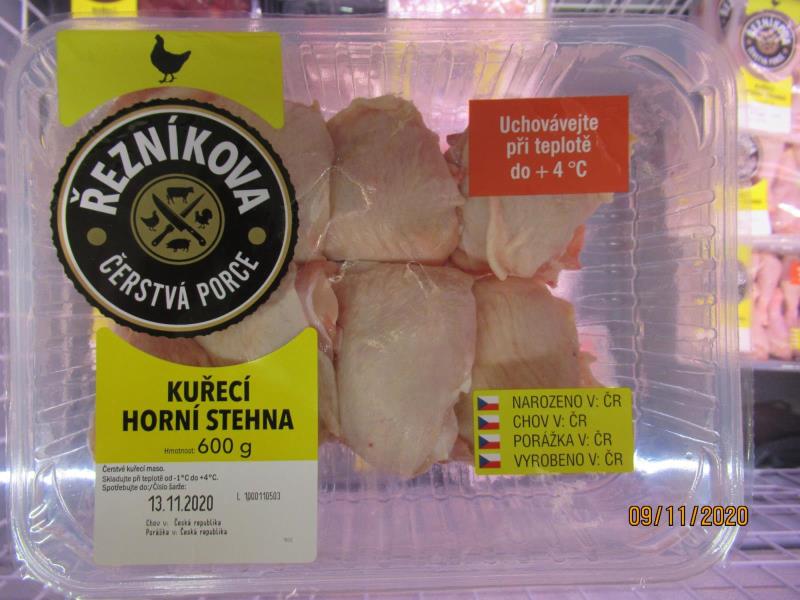 ŘEZNÍKOVA
ČERSTVÁ PORCE
Uchovávejte
při teplotě
do + 4 °C
KUŘECÍ
HORNÍ STEHNA
Hmotnost: 600 g
Čerstvé kuřecí maso.
Skladujte při teplotě od -1°C do +4°C.
Spotřebujte do:/Číslo šarže:
13.11.2020 L 1000110503
Chov v: Česká republika
Porážka v: Česká republika
NAROZENO V: ČR
CHOV V: ČR
PORÁŽKA V: ČR
VYROBENO V: ČR
09/11/2020